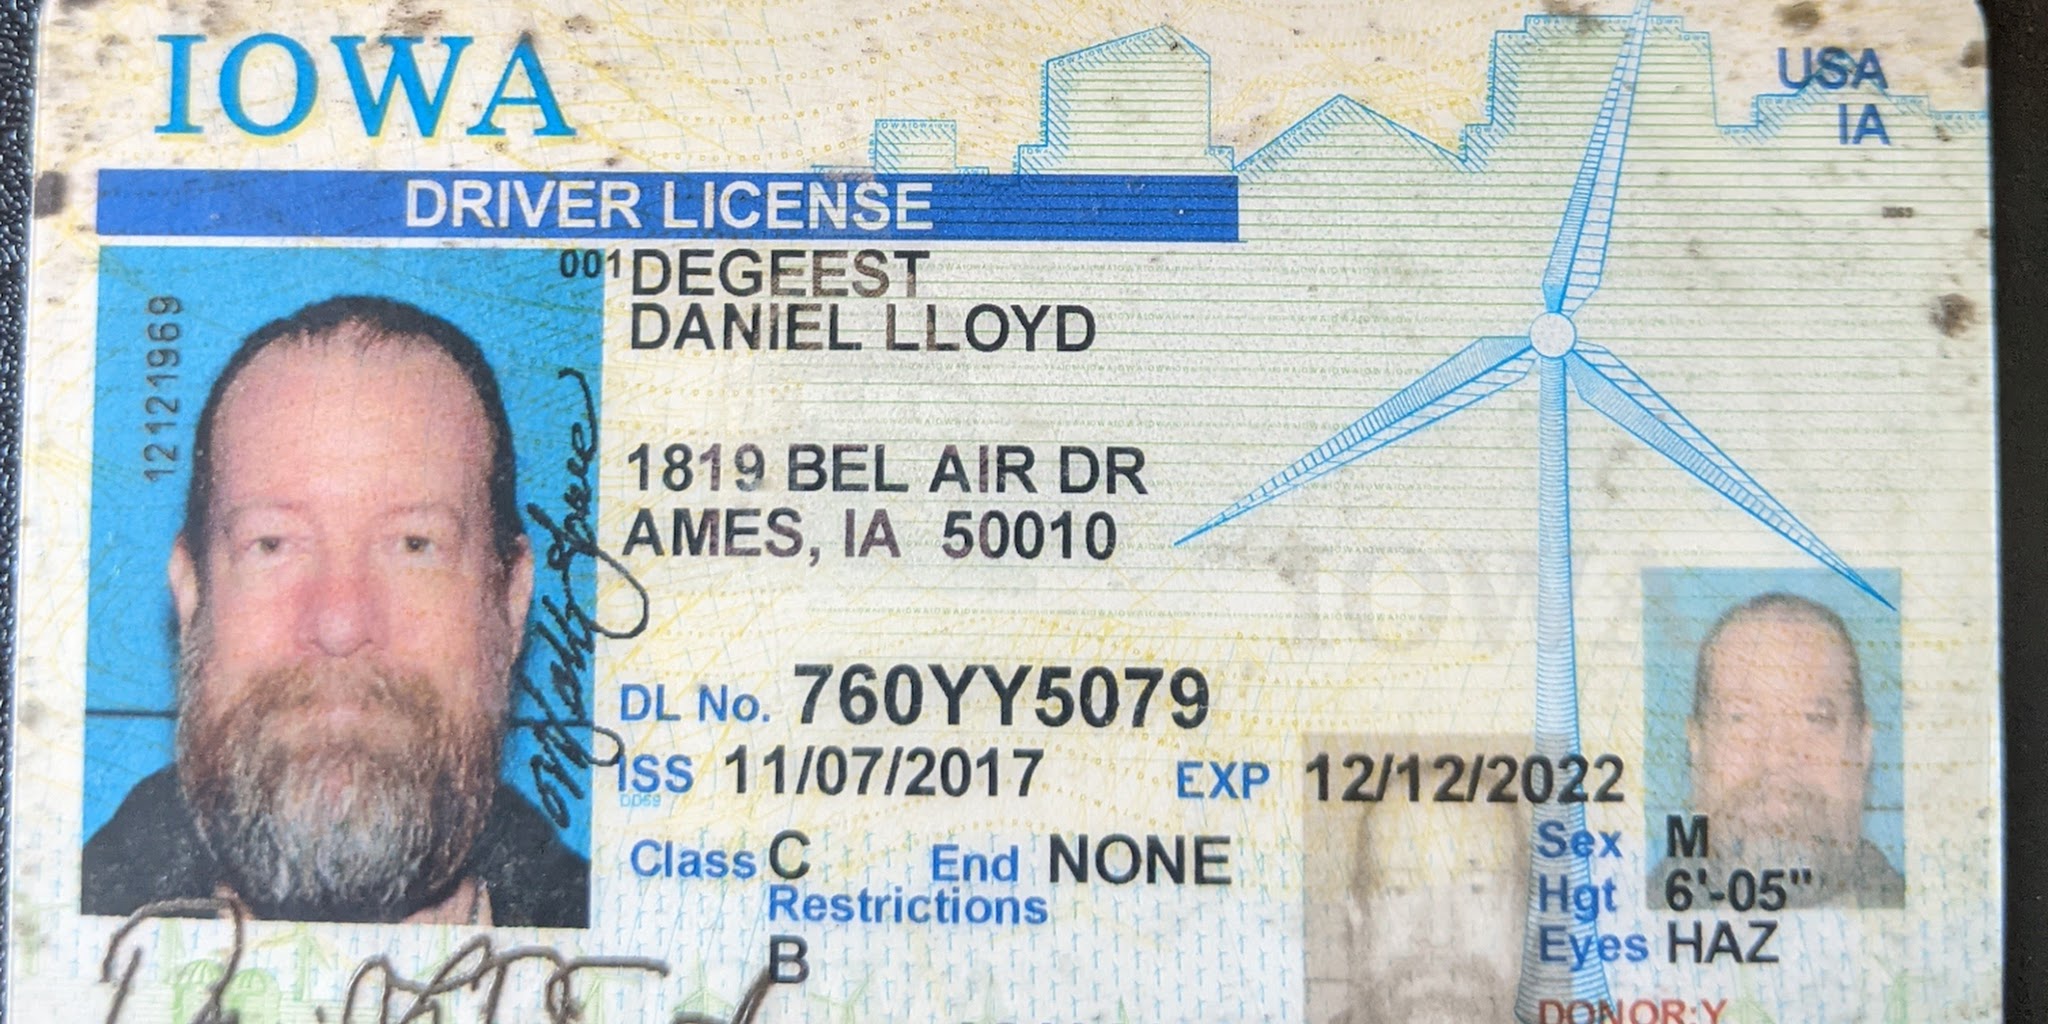 IOWA
USA
IA
DRIVER LICENSE
001 DEGEEST
DANIEL LLOYD
12121969
1819 BEL AIR DR
AMES, IA 50010
DL No. 760YY5079
ISS 11/07/2017 EXP 12/12/2022
DD69
Class C End NONE
Sex M
Restrictions
Hgt 6'-05"
B
Eyes HAZ
DONOR:Y